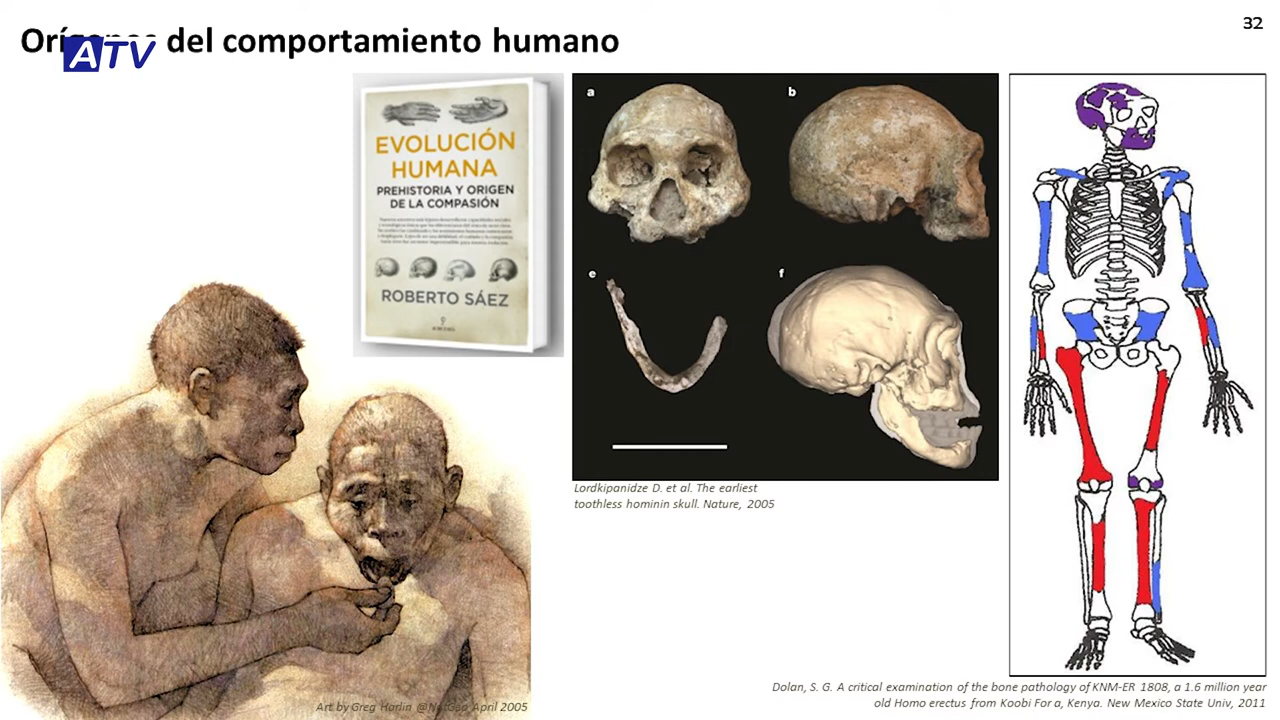 32
Orígenes del comportamiento humano
ATV
EVOLUCIÓN
HUMANA
PREHISTORIA Y ORIGEN
DE LA COMPASIÓN
ROBERTO SÁEZ
a
b
e
f
Lordkipanidze D. et al. The earliest
toothless hominin skull. Nature, 2005
Art by Greg Harlin @NatGeo April 2005
Dolan, S. G. A critical examination of the bone pathology of KNM-ER 1808, a 1.6 million year
old Homo erectus from Koobi Fora, Kenya. New Mexico State Univ, 2011